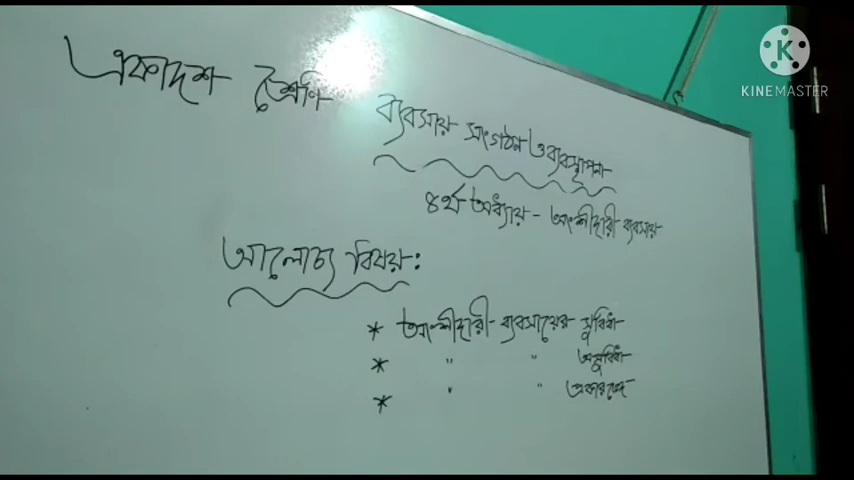 একাদশ শ্রেণি
ব্যবসায় সংগঠন ও ব্যবস্থাপনা
৪র্থ অধ্যায় - অংশীদারী ব্যবসায়
আলোচ্য বিষয়:
* অংশীদারী ব্যবসায়ের সুবিধা
* " " অসুবিধা
* " " প্রকারভেদ
K
KINEMASTER